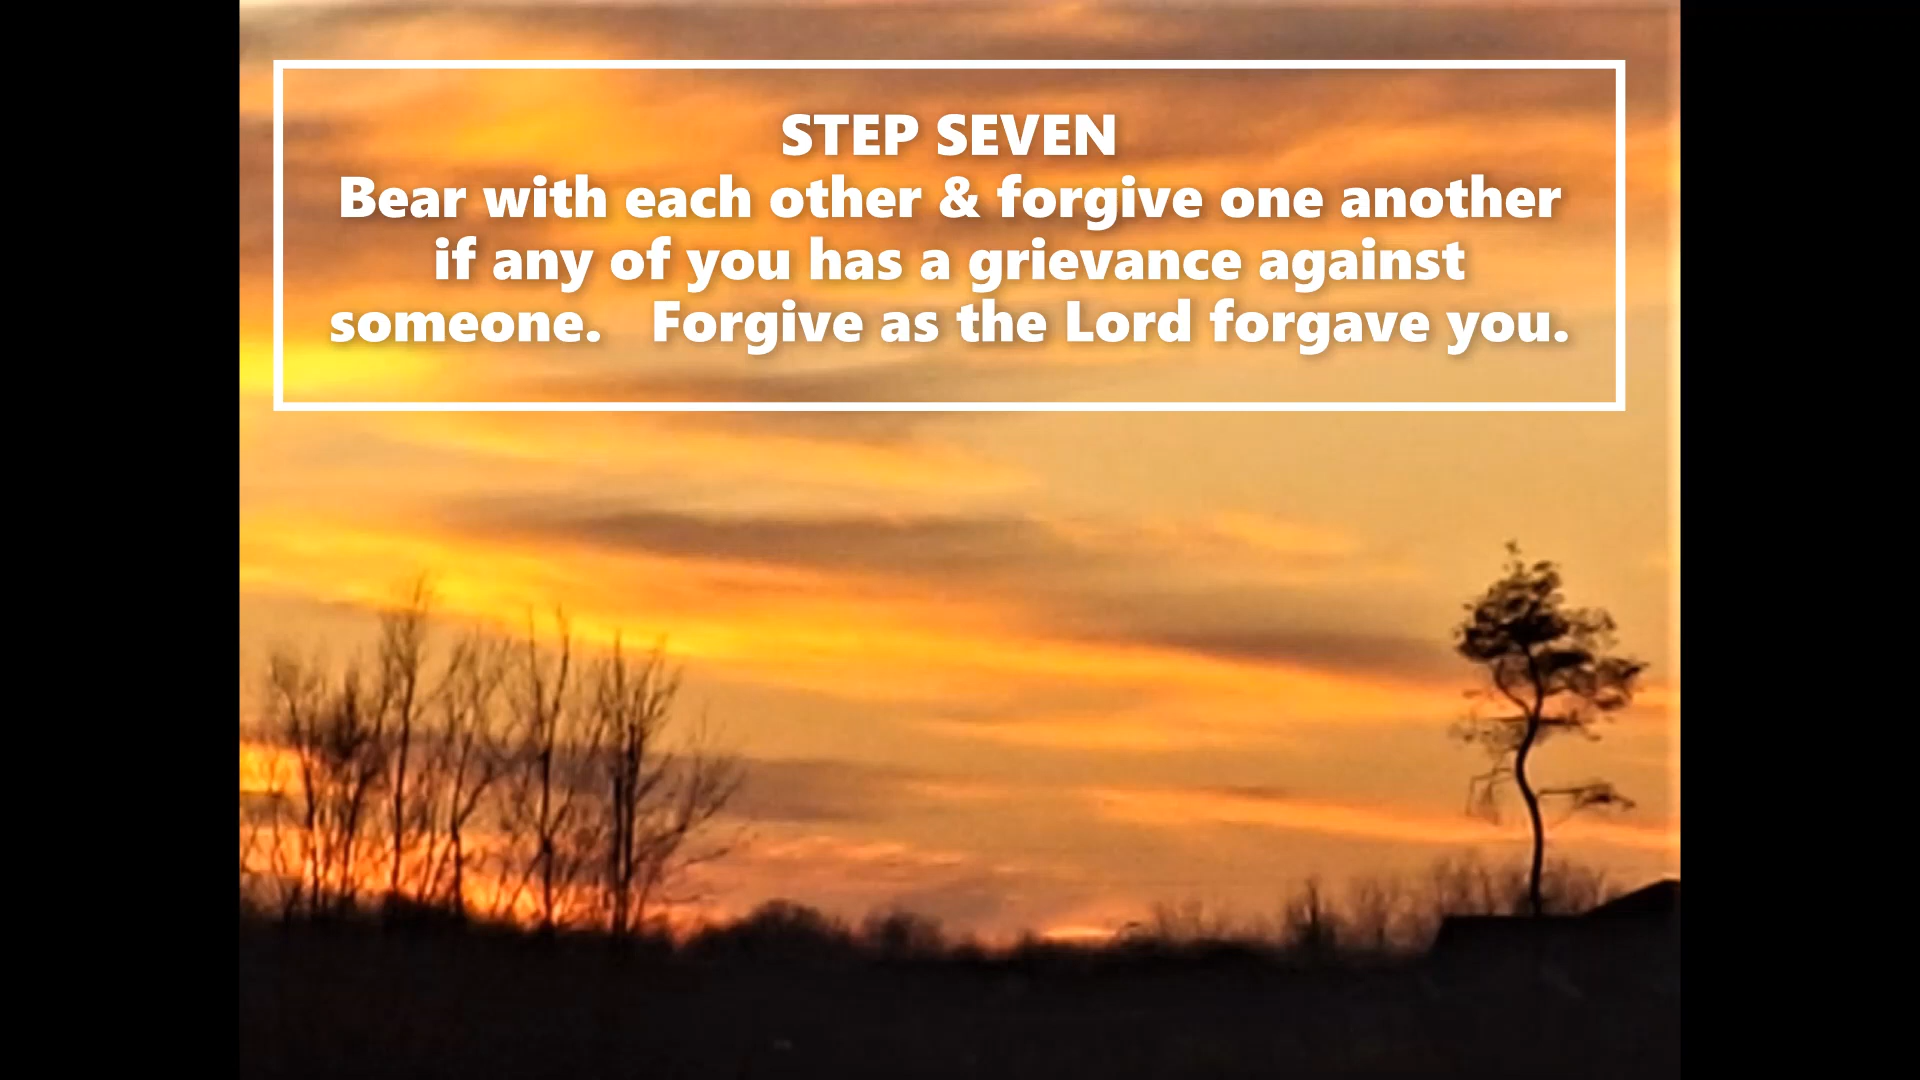 STEP SEVEN
Bear with each other & forgive one another
if any of you has a grievance against
someone.   Forgive as the Lord forgave you.